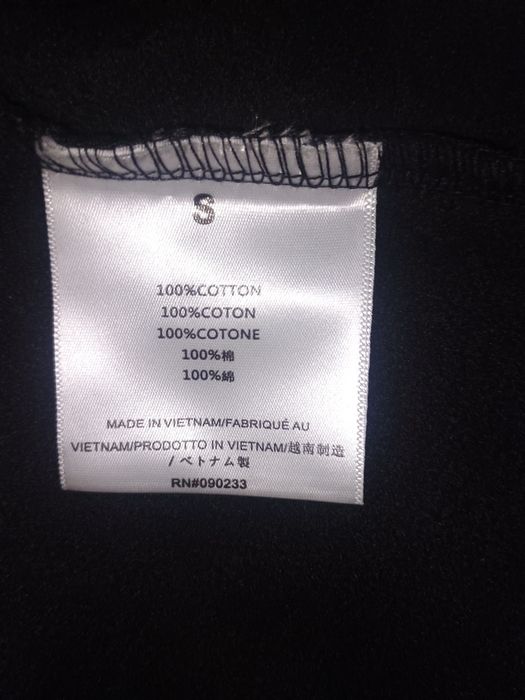 S
100%COTTON
100%COTON
100%COTONE
100%棉
100%綿
MADE IN VIETNAM/FABRIQUÉ AU
VIETNAM/PRODOTTO IN VIETNAM/越南制造
/ベトナム製
RN#090233